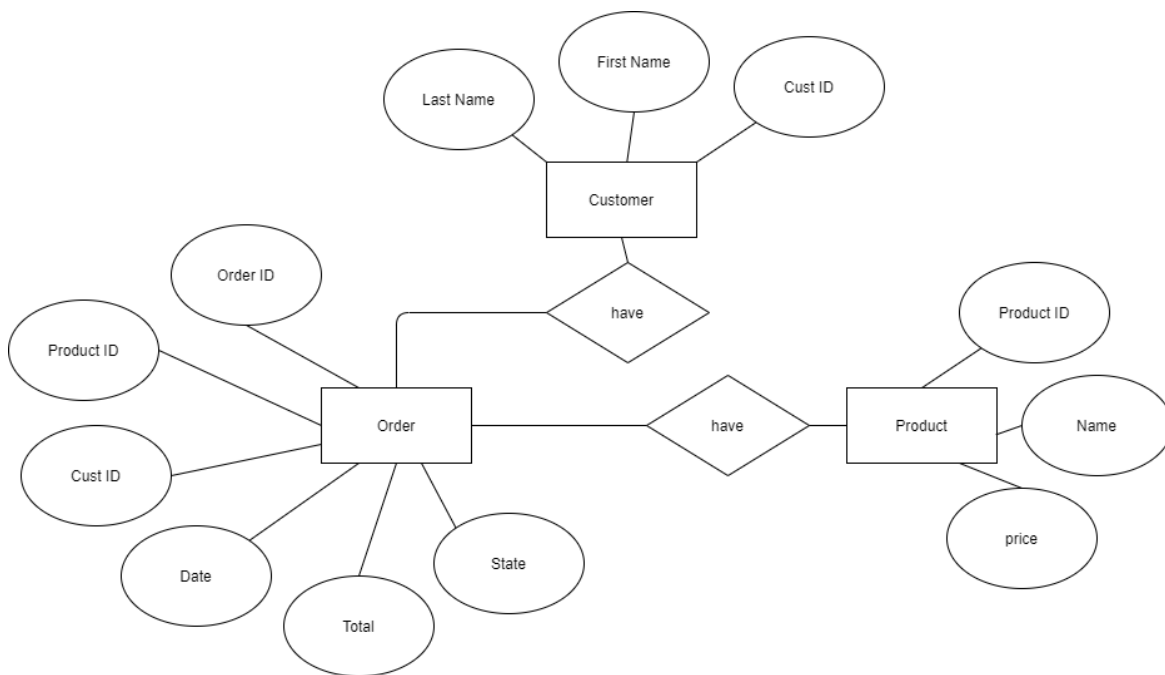 First Name
Cust ID
Last Name
Customer
Order ID
have
Product ID
Product ID
Order
have
Product
Name
Cust ID
price
State
Date
Total